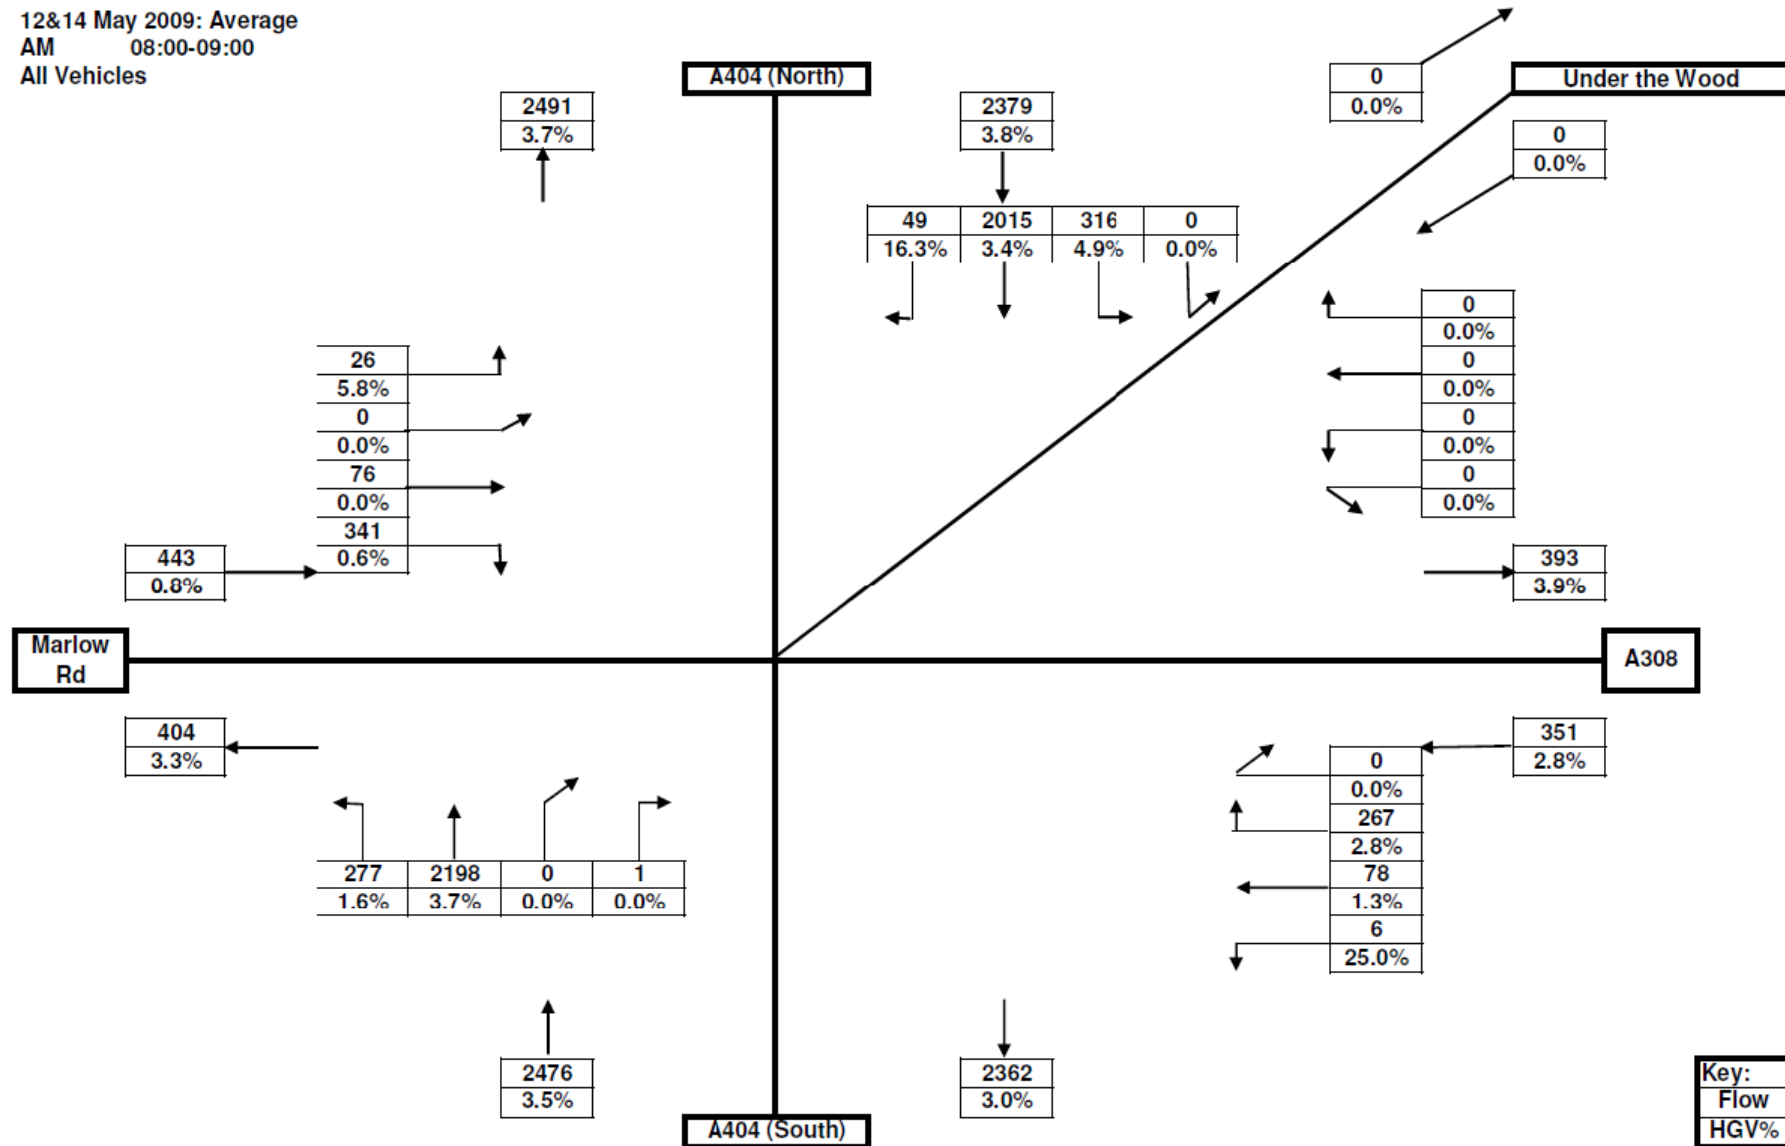 12&14 May 2009: Average
AM 08:00-09:00
All Vehicles
A404 (North)
Under the Wood
0
0.0%
2491
3.7%
2379
3.8%
0
0.0%
49 2015 316 0
16.3% 3.4% 4.9% 0.0%
26
5.8%
0
0.0%
76
0.0%
341
0.6%
0
0.0%
0
0.0%
0
0.0%
0
0.0%
443
0.8%
393
3.9%
Marlow
Rd
A308
404
3.3%
351
2.8%
0
0.0%
267
2.8%
78
1.3%
6
25.0%
277 2198 0 1
1.6% 3.7% 0.0% 0.0%
2476
3.5%
2362
3.0%
A404 (South)
Key:
Flow
HGV%